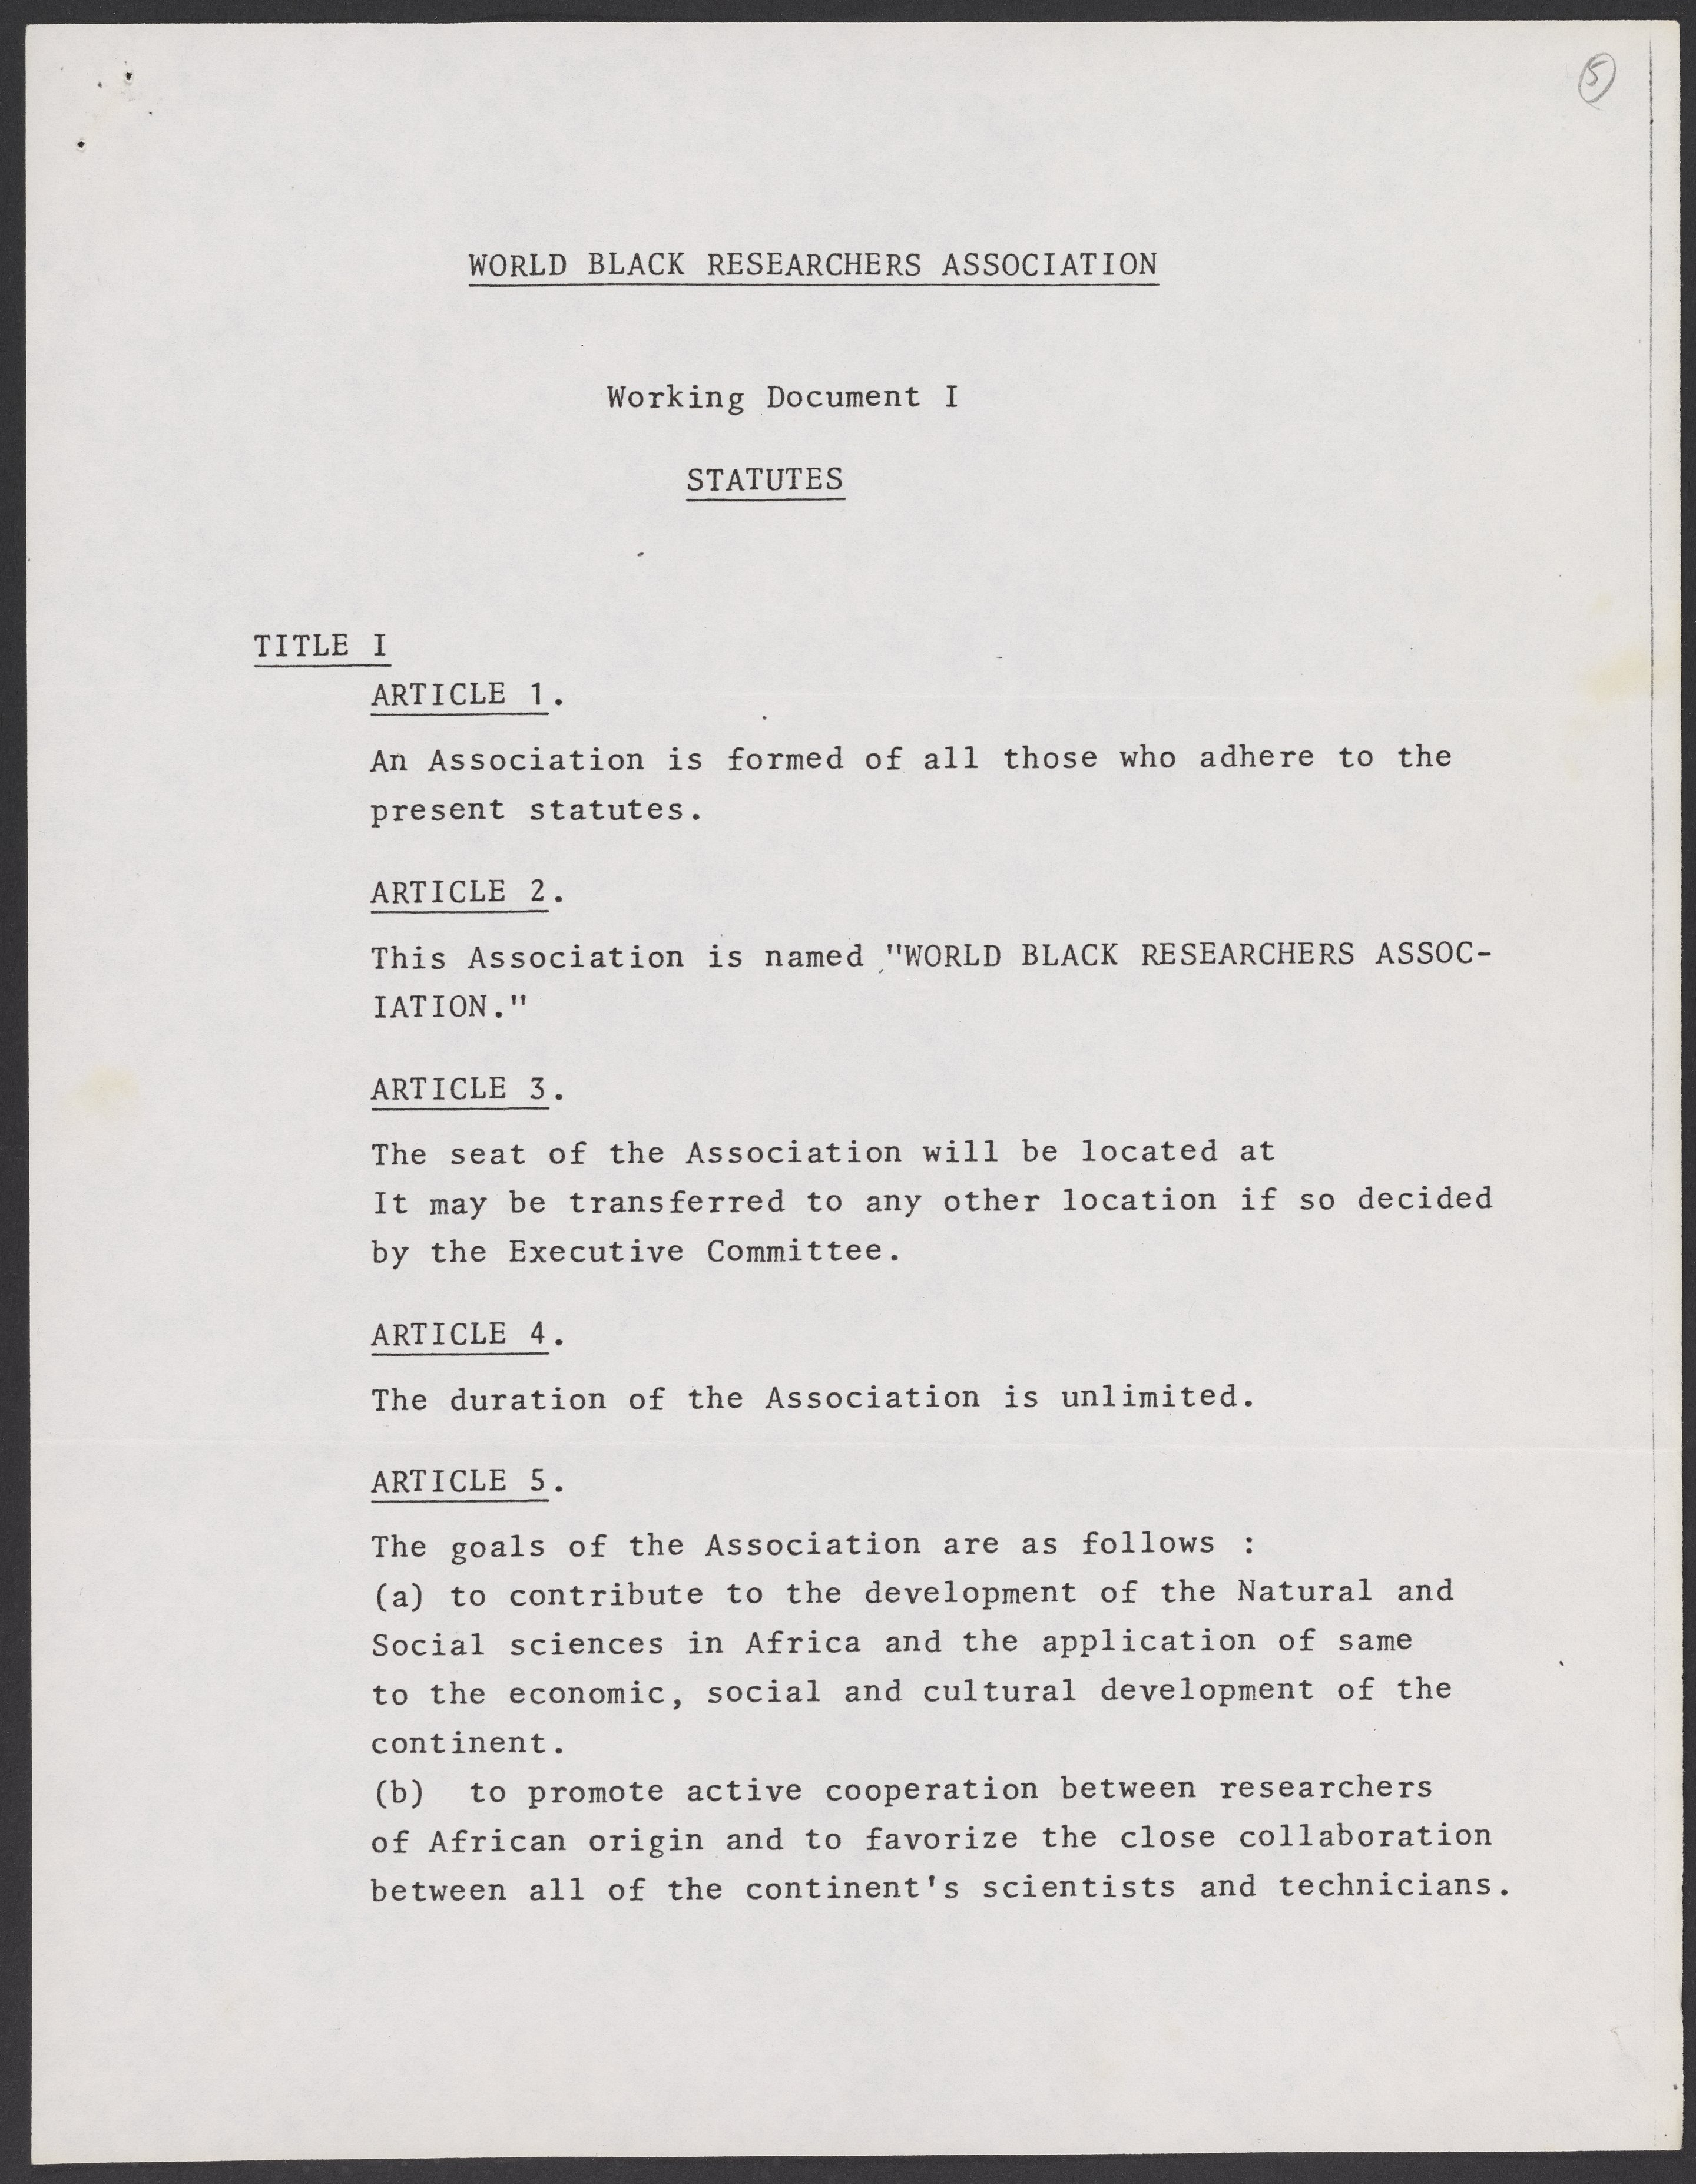 5
WORLD BLACK RESEARCHERS ASSOCIATION
Working Document I
STATUTES
TITLE I
ARTICLE 1.
An Association is formed of all those who adhere to the
present statutes.
ARTICLE 2.
This Association is named "WORLD BLACK RESEARCHERS ASSOC-
IATION."
ARTICLE 3.
The seat of the Association will be located at
It may be transferred to any other location if so decided
by the Executive Committee.
ARTICLE 4.
The duration of the Association is unlimited.
ARTICLE 5.
The goals of the Association are as follows :
(a) to contribute to the development of the Natural and
Social sciences in Africa and the application of same
to the economic, social and cultural development of the
continent.
(b)  to promote active cooperation between researchers
of African origin and to favorize the close collaboration
between all of the continent's scientists and technicians.